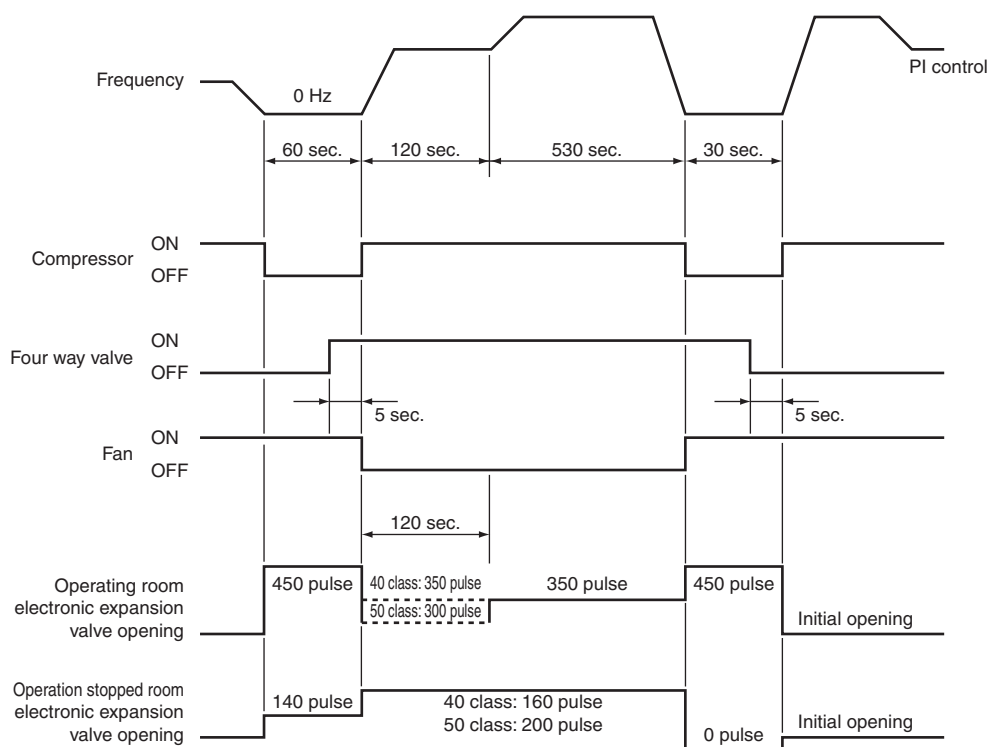 Frequency
0 Hz
PI control
60 sec.
120 sec.
530 sec.
30 sec.
Compressor
ON
OFF
Four way valve
ON
OFF
5 sec.
5 sec.
Fan
ON
OFF
120 sec.
Operating room
electronic expansion
valve opening
450 pulse
40 class: 350 pulse
50 class: 300 pulse
350 pulse
450 pulse
Initial opening
Operation stopped room
electronic expansion
valve opening
140 pulse
40 class: 160 pulse
50 class: 200 pulse
0 pulse
Initial opening